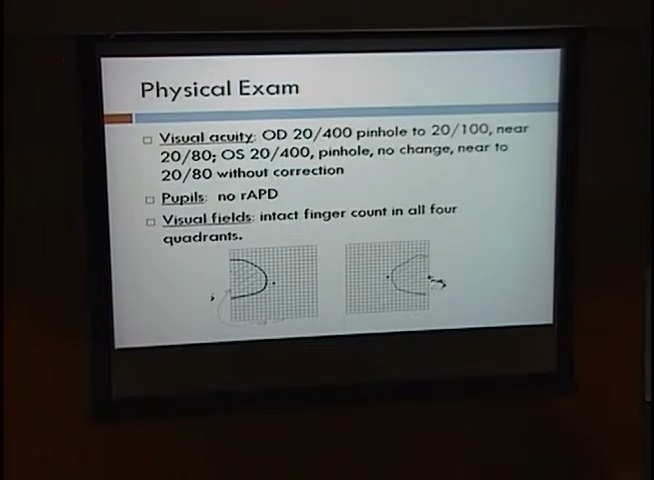 Physical Exam
Visual acuity: OD 20/400 pinhole to 20/100, near
20/80; OS 20/400, pinhole, no change, near to
20/80 without correction
Pupils: no rAPD
Visual fields: intact finger count in all four
quadrants.